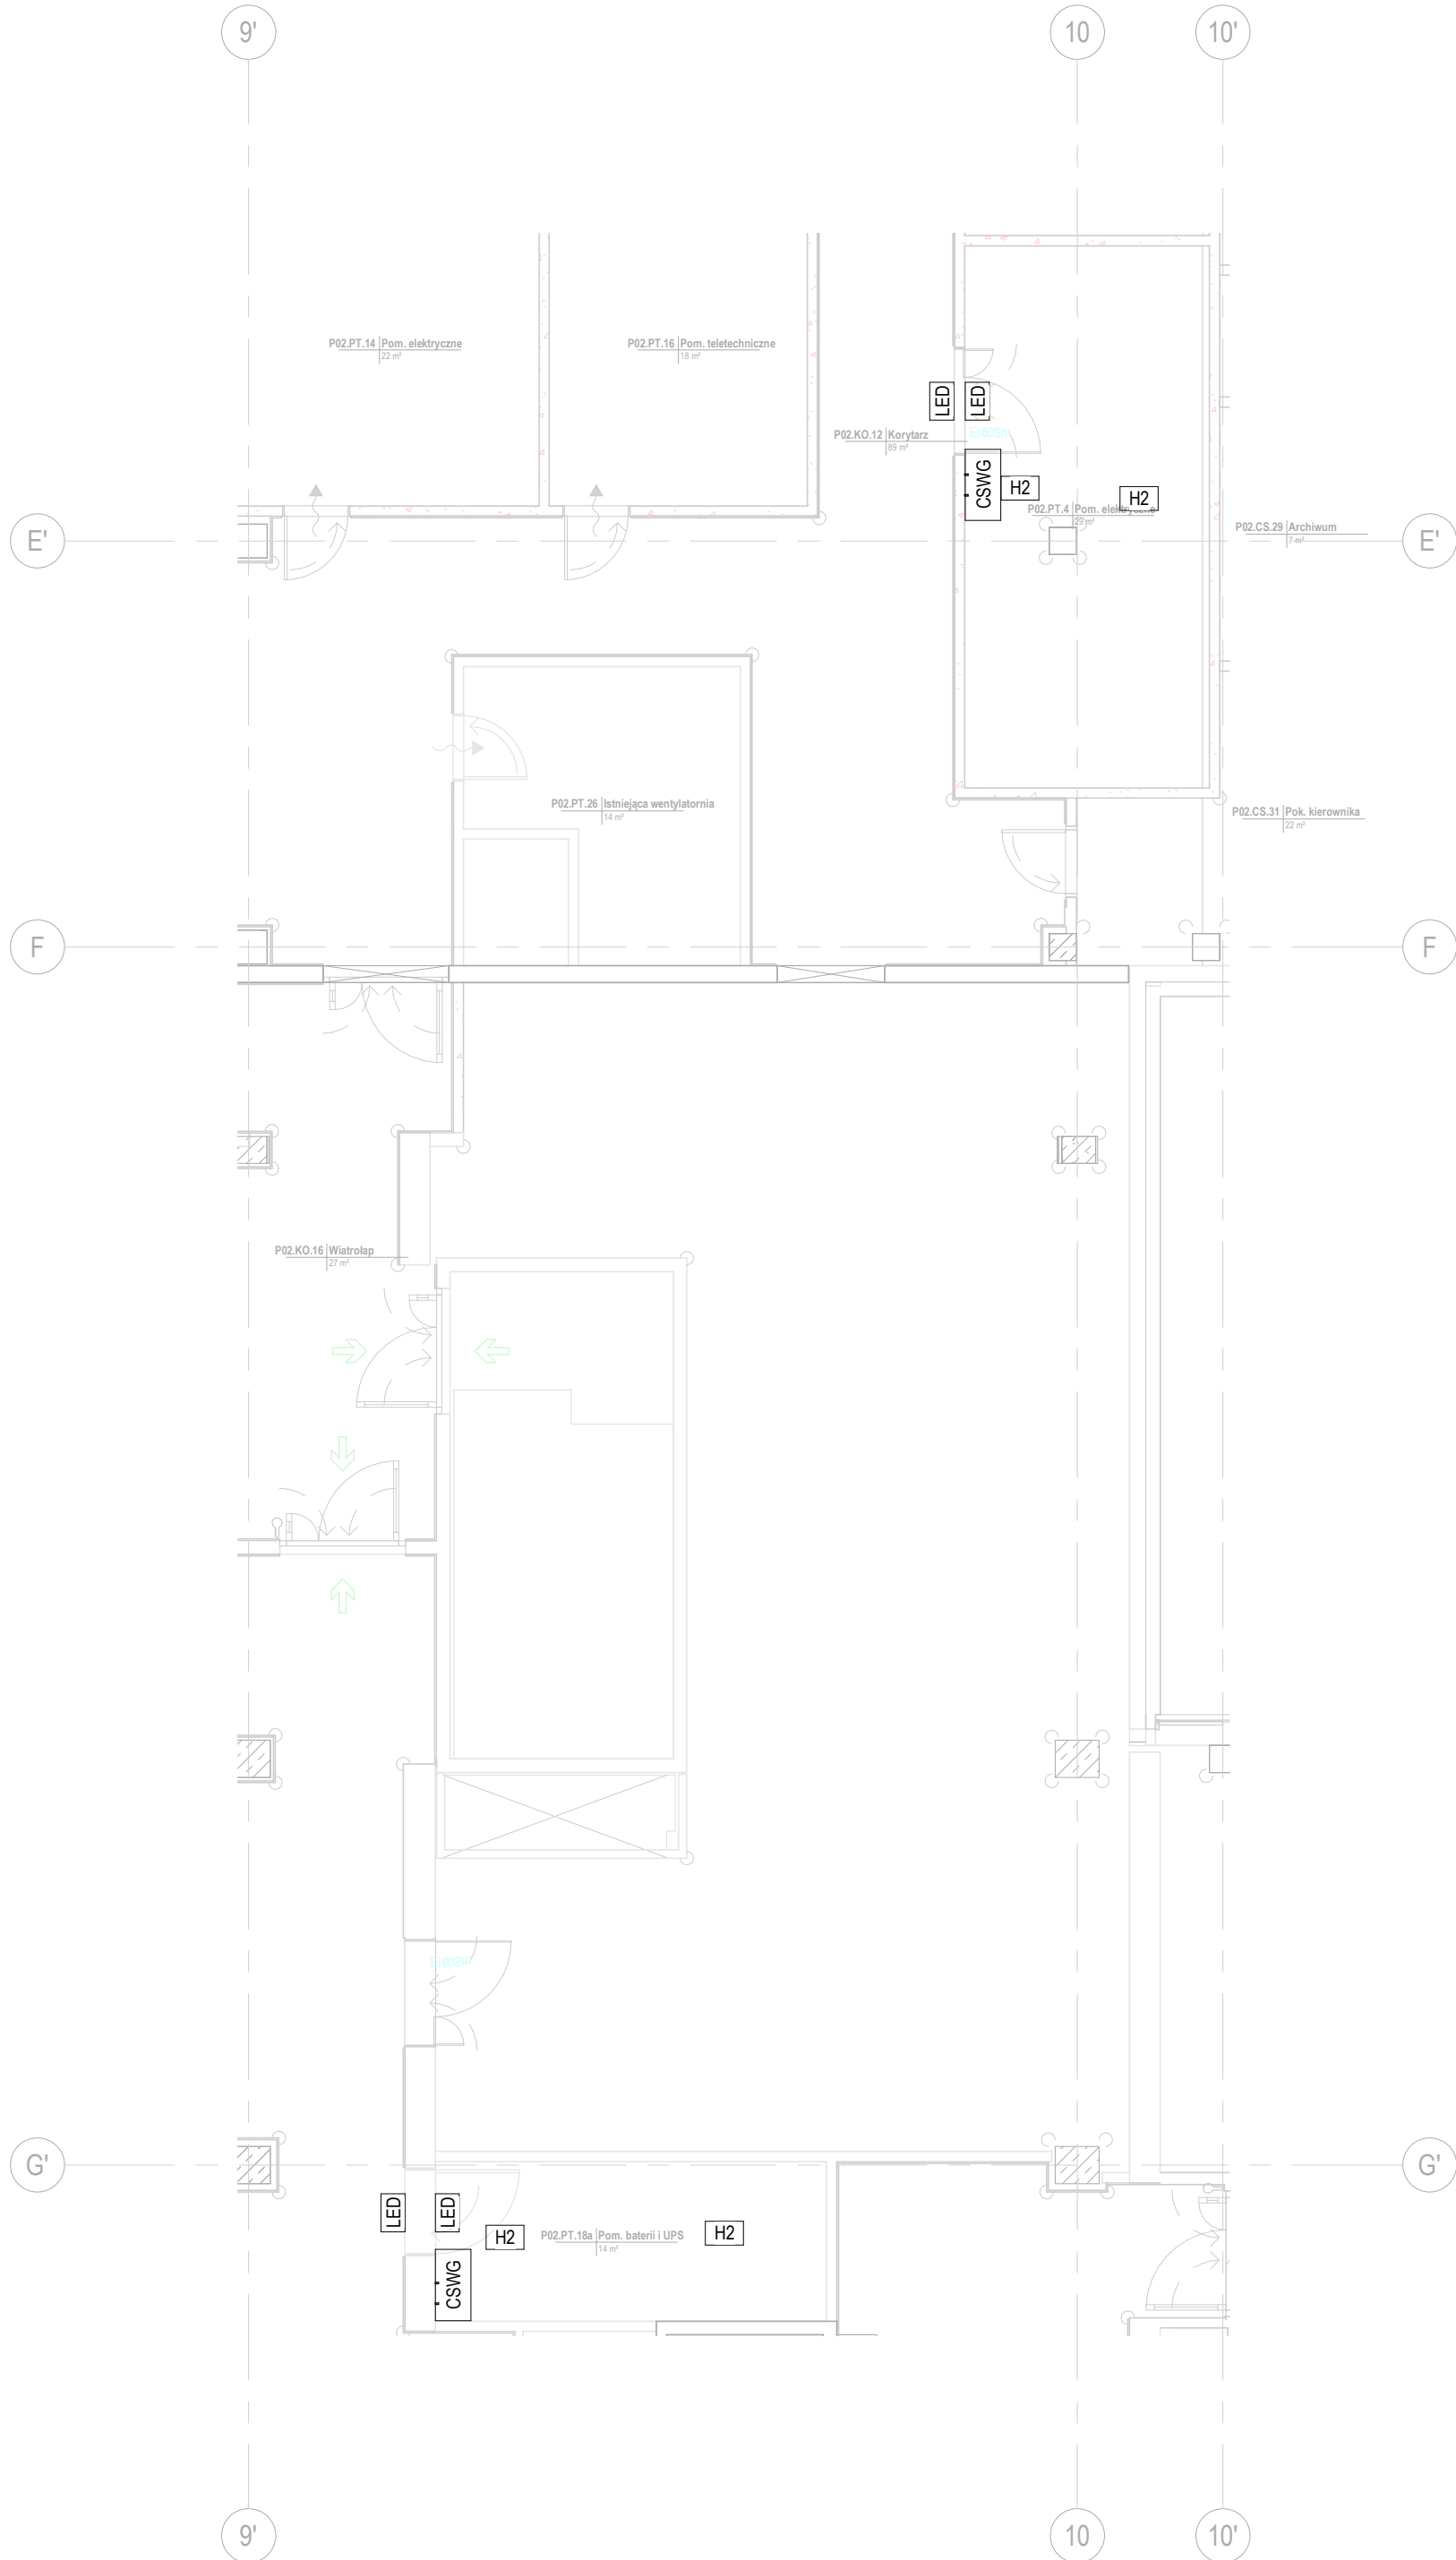 9'
10
10'
P02.PT.14 Pom. elektryczne
22 m²
P02.PT.16 Pom. teletechniczne
18 m²
LED
LED
EI60Sm
P02.KO.12 Korytarz
89 m²
CSWG
H2
H2
P02.PT.4 Pom. elektryczne
29 m²
E'
P02.CS.29 Archiwum
7 m²
E'
P02.PT.26 Istniejąca wentylatornia
14 m²
P02.CS.31 Pok. kierownika
22 m²
F
F
P02.KO.16 Wiatrołap
27 m²
G'
G'
LED
LED
H2
P02.PT.18a Pom. baterii i UPS
14 m²
H2
CSWG
9'
10
10'